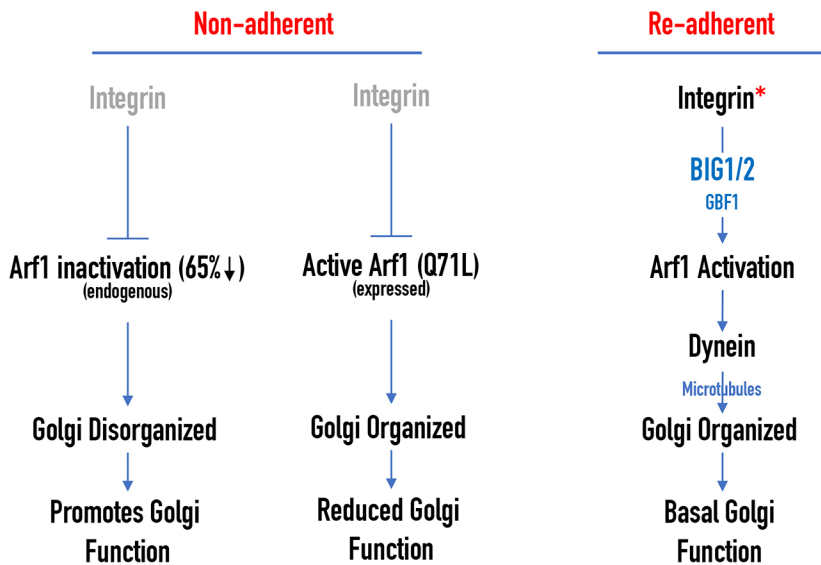 Non-adherent
Integrin
Arf1 inactivation (65%↓)
(endogenous)
Golgi Disorganized
Promotes Golgi
Function
Integrin
Active Arf1 (Q71L)
(expressed)
Golgi Organized
Reduced Golgi
Function
Re-adherent
Integrin*
BIG1/2
GBF1
Arf1 Activation
Dynein
Microtubules
Golgi Organized
Basal Golgi
Function